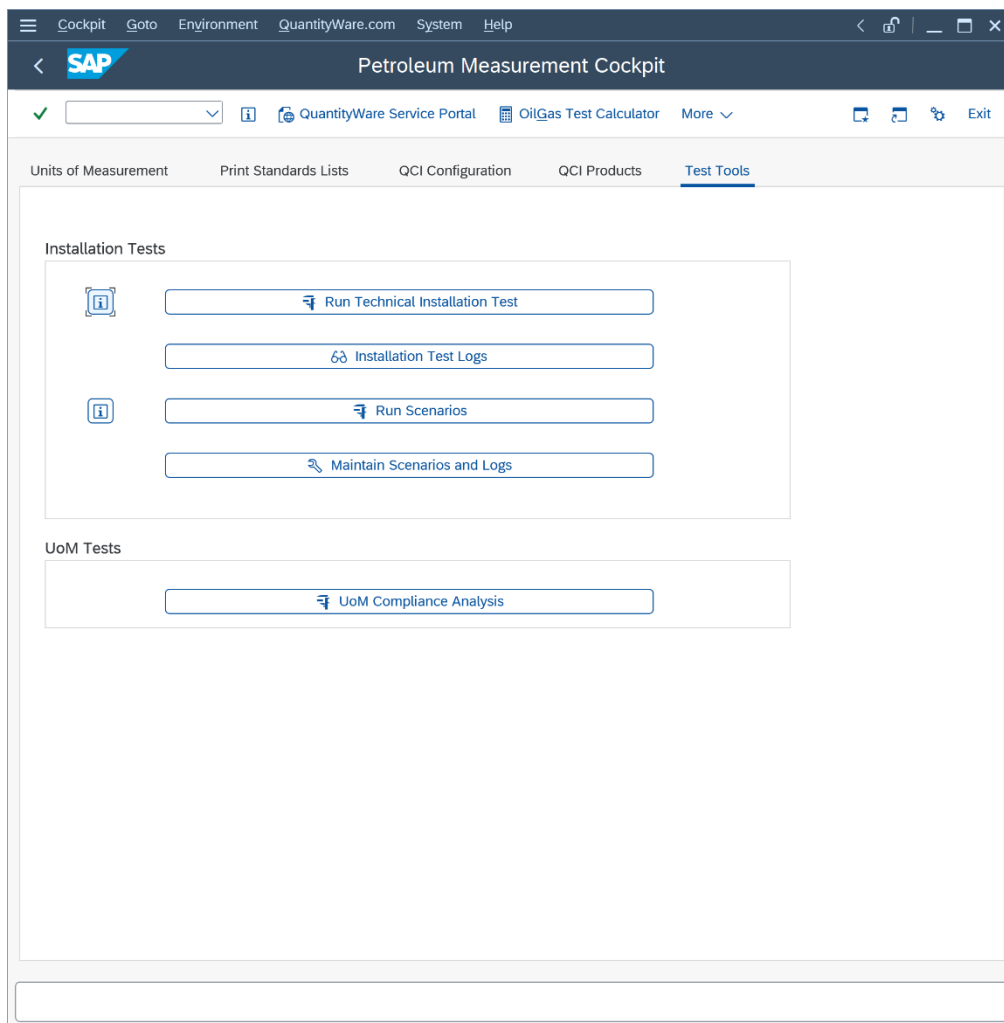 Cockpit Goto Environment QuantityWare.com System Help
SAP Petroleum Measurement Cockpit
QuantityWare Service Portal OilGas Test Calculator More Exit
Units of Measurement Print Standards Lists QCI Configuration QCI Products Test Tools
Installation Tests
Run Technical Installation Test
Installation Test Logs
Run Scenarios
Maintain Scenarios and Logs
UoM Tests
UoM Compliance Analysis